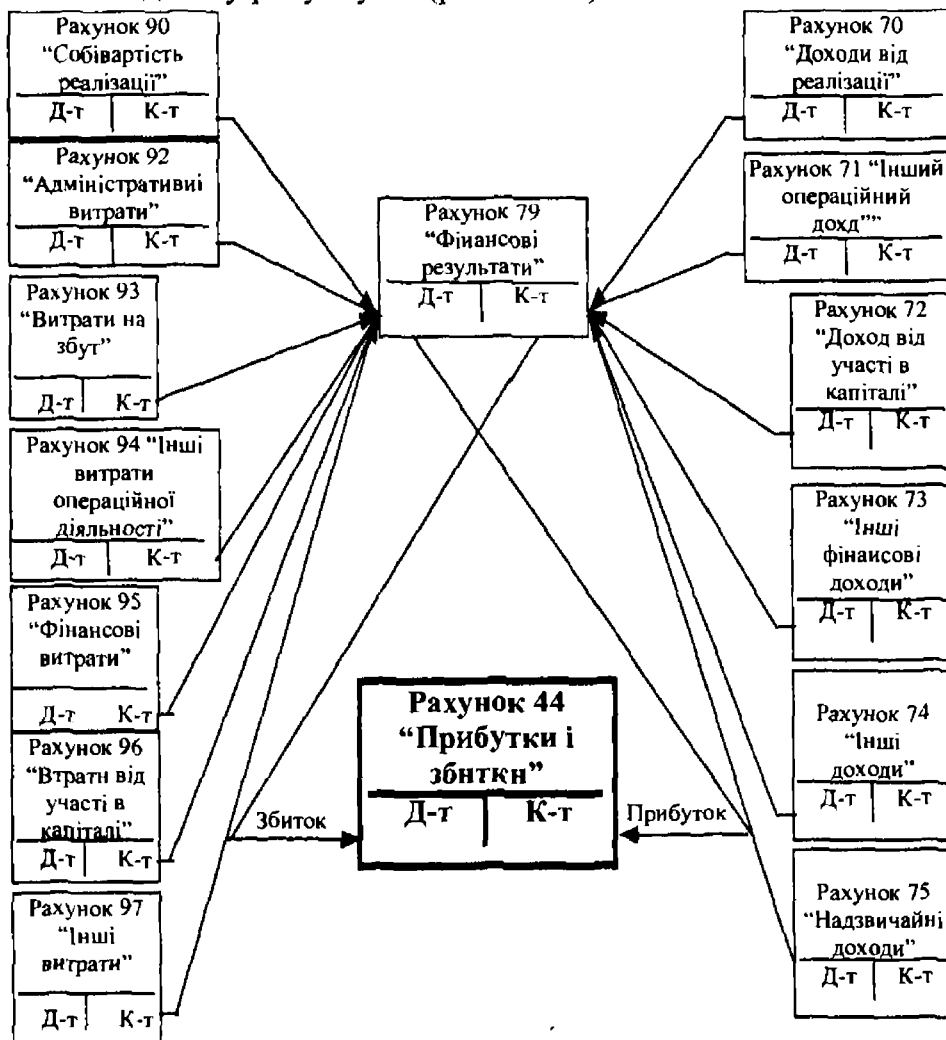 Рахунок 90
“Собівартість
реалізації”
Д-т К-т
Рахунок 92
“Адміністративні
витрати”
Д-т К-т
Рахунок 93
“Витрати на
збут”
Д-т К-т
Рахунок 94 “Інші
витрати
операційної
діяльності”
Д-т К-т
Рахунок 95
“Фінансові
витрати”
Д-т К-т
Рахунок 96
“Втрати від
участі в
капіталі”
Д-т К-т
Рахунок 97
“Інші
витрати”
Д-т К-т
Рахунок 79
“Фінансові
результати”
Д-т К-т
Рахунок 44
“Прибутки і
збитки”
Д-т К-т
Збиток
Прибуток
Рахунок 70
“Доходи від
реалізації”
Д-т К-т
Рахунок 71 “Інший
операційний
дохд””
Д-т К-т
Рахунок 72
“Доход від
участі в
капіталі”
Д-т К-т
Рахунок 73
“Інші
фінансові
доходи”
Д-т К-т
Рахунок 74
“Інші
доходи”
Д-т К-т
Рахунок 75
“Надзвичайні
доходи”
Д-т К-т